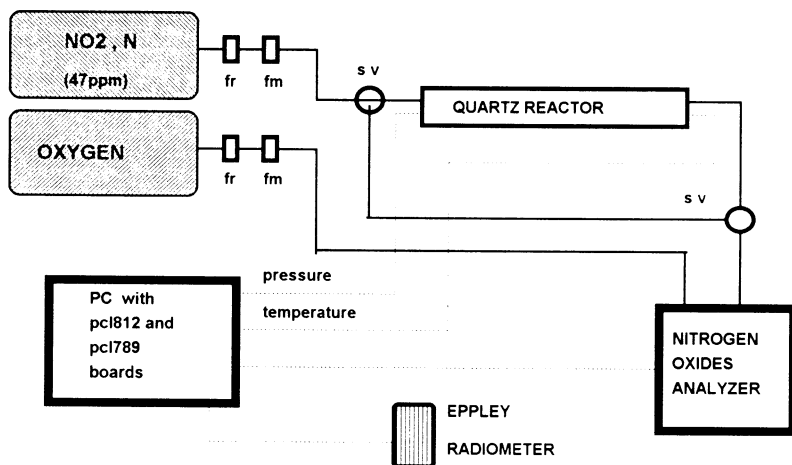 NO2 , N
(47ppm)
fr
fm
s v
QUARTZ REACTOR
OXYGEN
fr
fm
s v
pressure
temperature
PC with
pcl812 and
pcl789
boards
NITROGEN
OXIDES
ANALYZER
EPPLEY
RADIOMETER